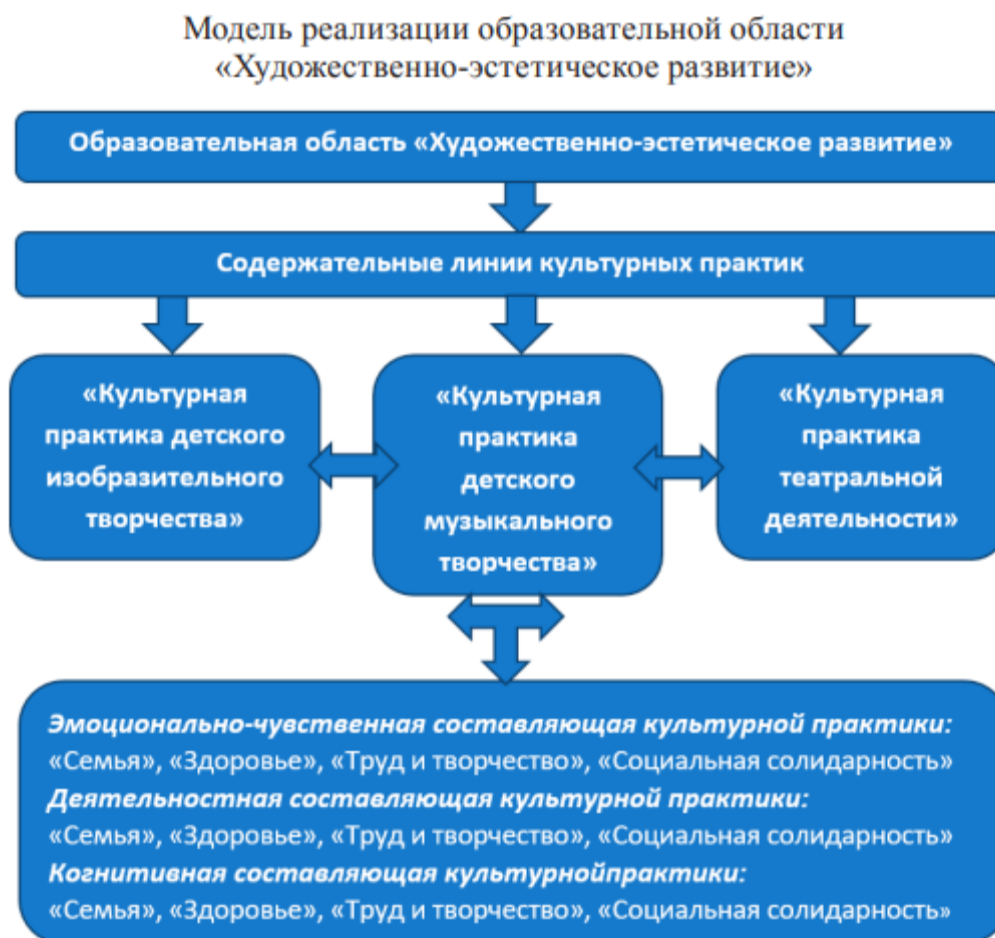 Модель реализации образовательной области
«Художественно-эстетическое развитие»
Образовательная область «Художественно-эстетическое развитие»
Содержательные линии культурных практик
«Культурная
практика детского
изобразительного
творчества»
«Культурная
практика
детского
музыкального
творчества»
«Культурная
практика
театральной
деятельности»
Эмоционально-чувственная составляющая культурной практики:
«Семья», «Здоровье», «Труд и творчество», «Социальная солидарность»
Деятельностная составляющая культурной практики:
«Семья», «Здоровье», «Труд и творчество», «Социальная солидарность»
Когнитивная составляющая культурнойпрактики:
«Семья», «Здоровье», «Труд и творчество», «Социальная солидарность»